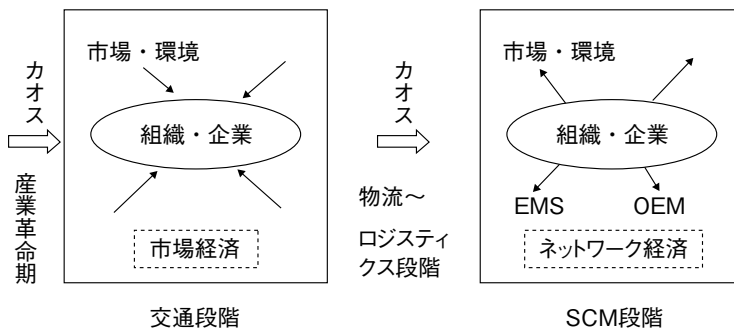 カオス
産業革命期
市場・環境
組織・企業
市場経済
交通段階
カオス
物流～
ロジスティ
クス段階
市場・環境
組織・企業
EMS
OEM
ネットワーク経済
SCM段階